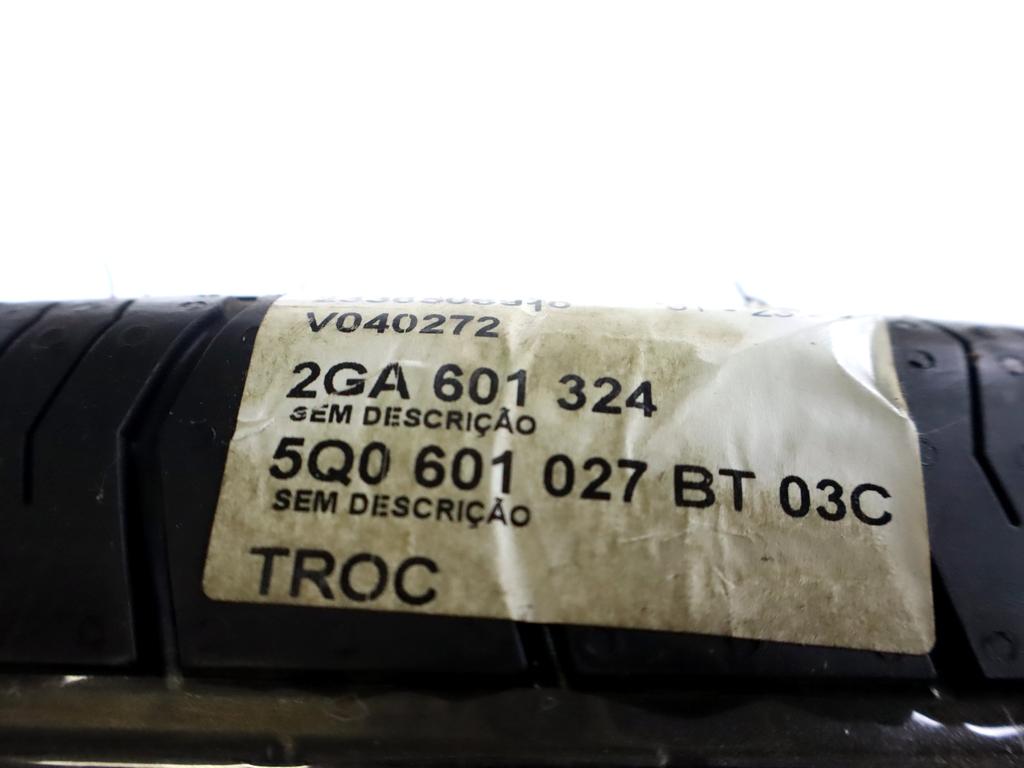 V040272
2GA 601 324
SEM DESCRIÇÃO
5Q0 601 027 BT 03C
SEM DESCRIÇÃO
TROC